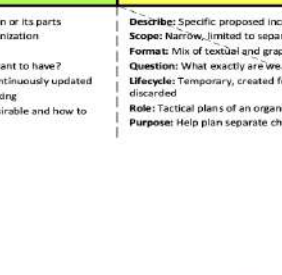 n or its parts
nization
ant to have?
ntinuously updated
king
irable and how to
Describe: Specific proposed inc
Scope: Narrow, limited to separ
Format: Mix of textual and grap
Question: What exactly are we
Lifecycle: Temporary, created f
discarded
Role: Tactical plans of an organ
Purpose: Help plan separate ch